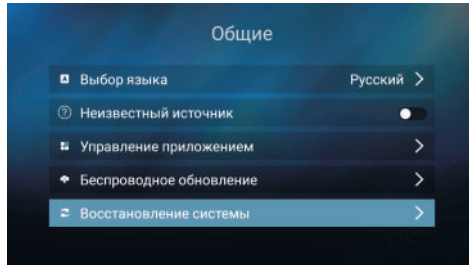 Общие
Выбор языка Русский
Неизвестный источник
Управление приложением
Беспроводное обновление
Восстановление системы